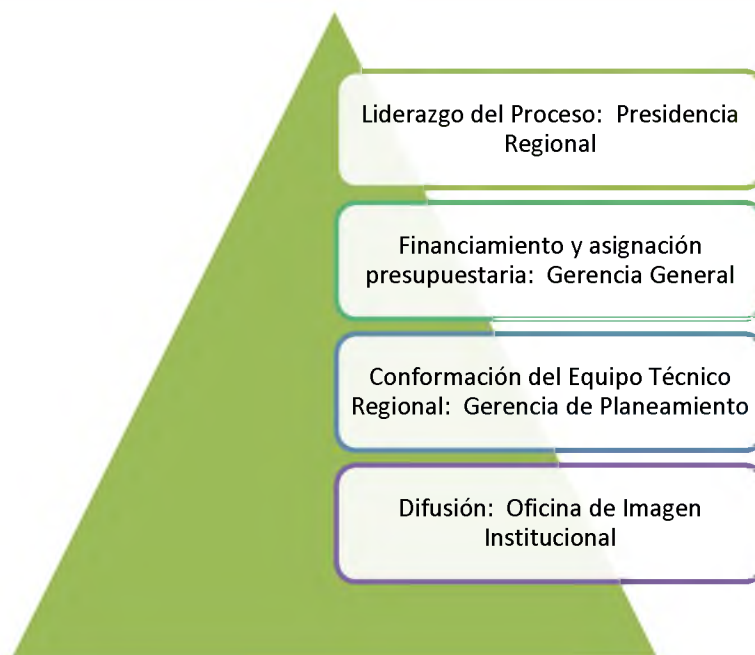 Liderazgo del Proceso: Presidencia
Regional
Financiamiento y asignación
presupuestaria: Gerencia General
Conformación del Equipo Técnico
Regional: Gerencia de Planeamiento
Difusión: Oficina de Imagen
Institucional